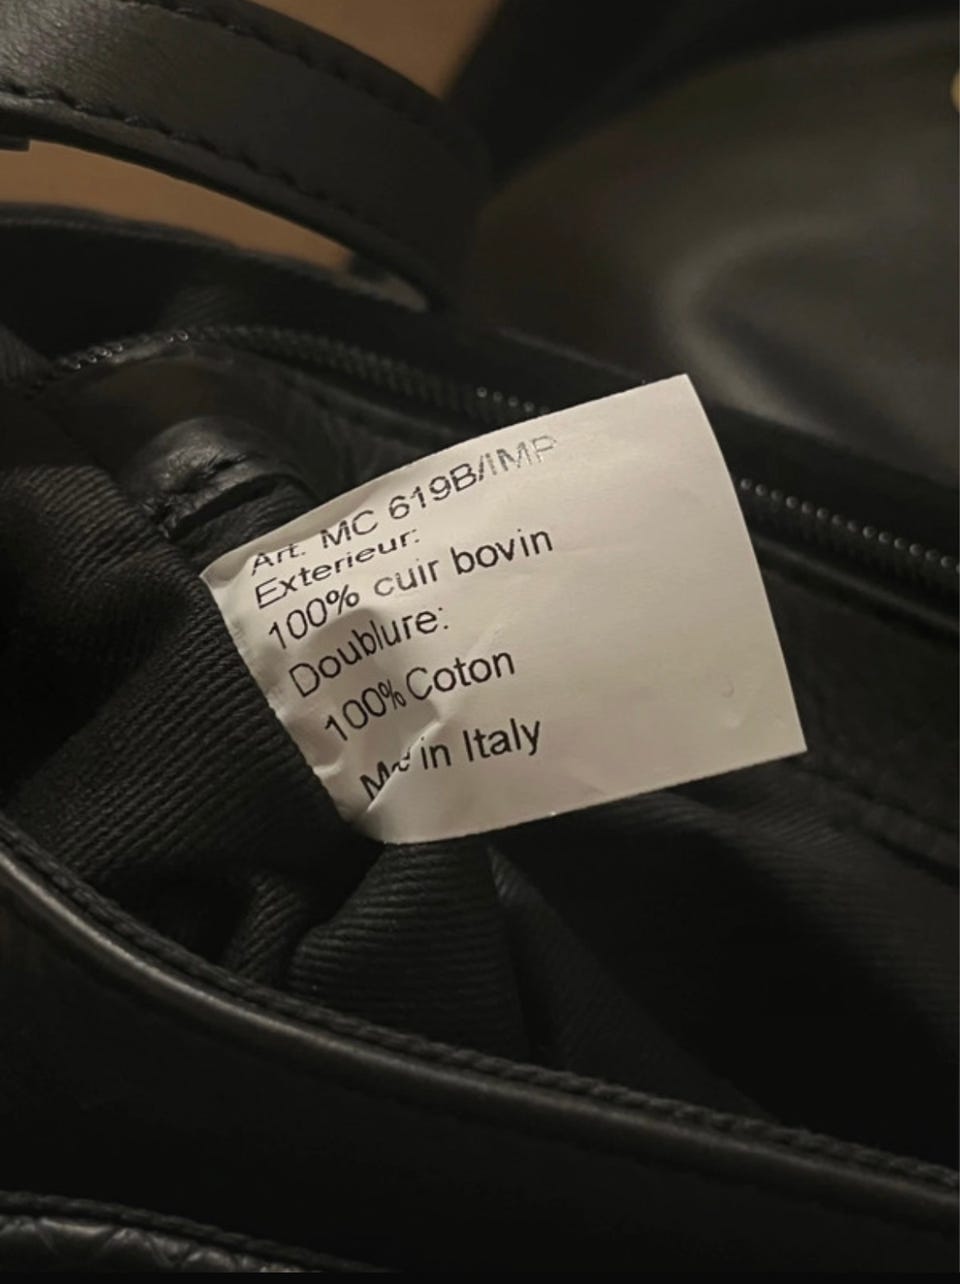 Art. MC 619B/IMP
Exterieur:
100% cuir bovin
Doublure:
100% Coton
in Italy